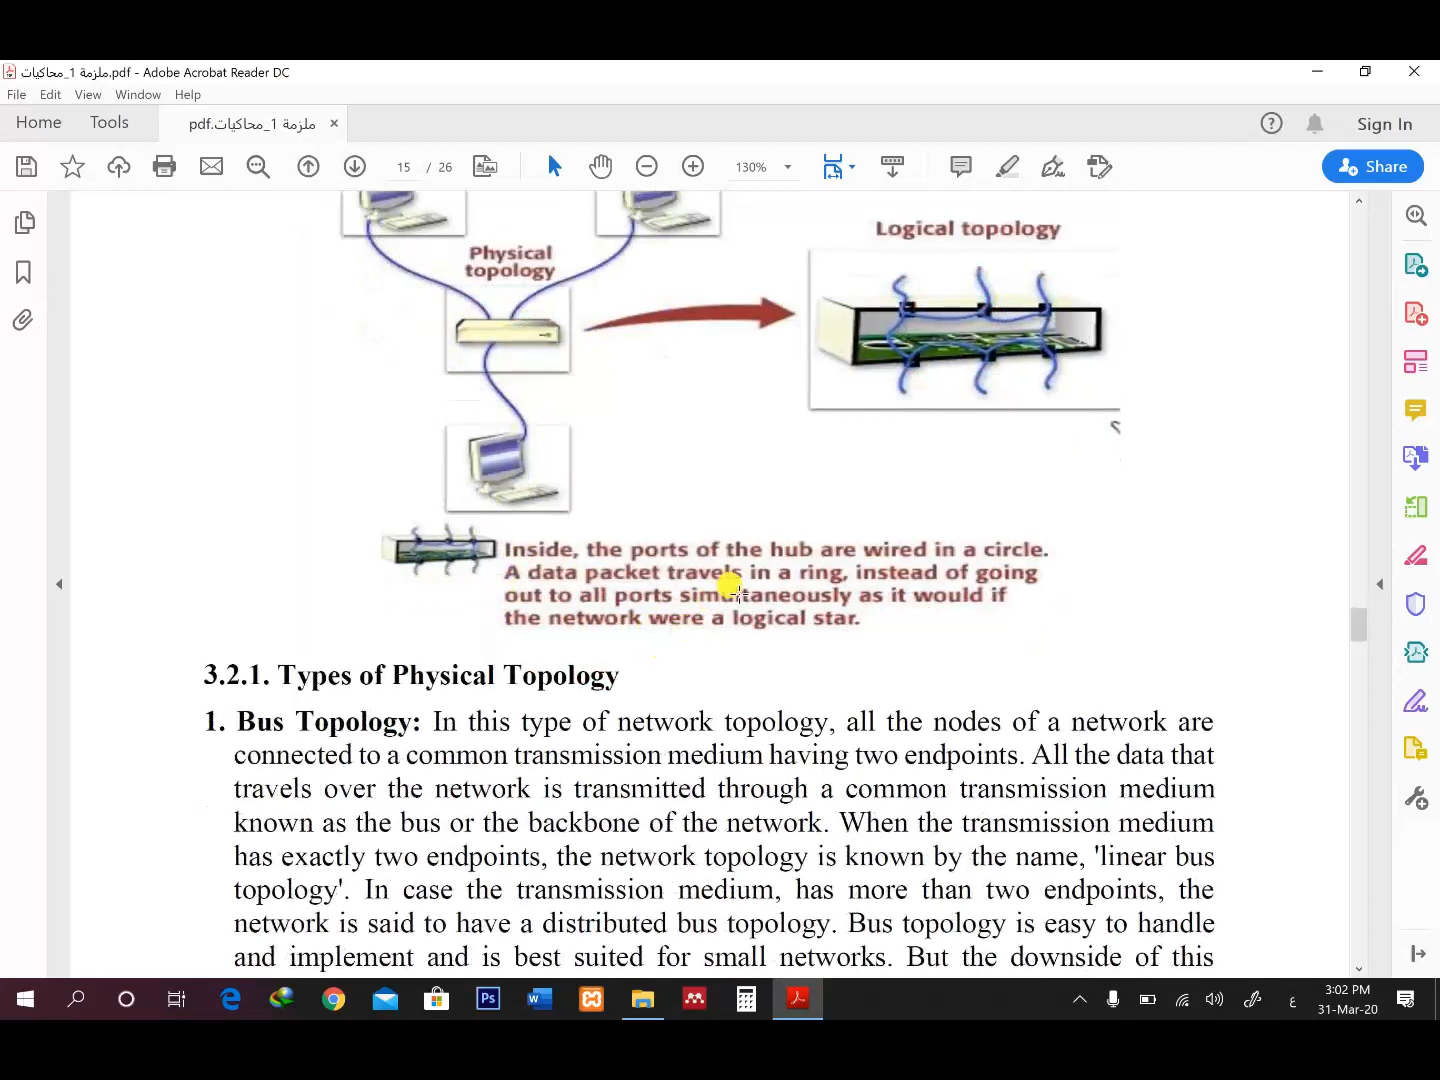 ملزمة 1_محاكيات.pdf - Adobe Acrobat Reader DC
File Edit View Window Help
Home Tools ملزمة 1_محاكيات.pdf × Sign In
15 / 26 130% Share
Logical topology
Physical
topology
Inside, the ports of the hub are wired in a circle.
A data packet travels in a ring, instead of going
out to all ports simultaneously as it would if
the network were a logical star.
3.2.1. Types of Physical Topology
1. Bus Topology: In this type of network topology, all the nodes of a network are
connected to a common transmission medium having two endpoints. All the data that
travels over the network is transmitted through a common transmission medium
known as the bus or the backbone of the network. When the transmission medium
has exactly two endpoints, the network topology is known by the name, 'linear bus
topology'. In case the transmission medium, has more than two endpoints, the
network is said to have a distributed bus topology. Bus topology is easy to handle
and implement and is best suited for small networks. But the downside of this
Ps W ع 3:02 PM
31-Mar-20